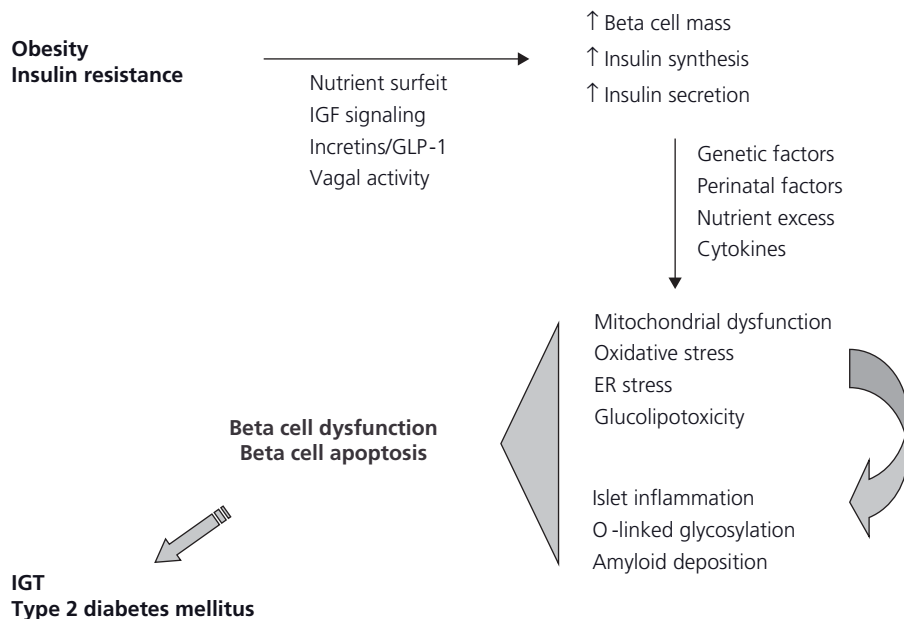 Obesity
Insulin resistance
Nutrient surfeit
IGF signaling
Incretins/GLP-1
Vagal activity
↑ Beta cell mass
↑ Insulin synthesis
↑ Insulin secretion
Genetic factors
Perinatal factors
Nutrient excess
Cytokines
Mitochondrial dysfunction
Oxidative stress
ER stress
Glucolipotoxicity
Islet inflammation
O-linked glycosylation
Amyloid deposition
Beta cell dysfunction
Beta cell apoptosis
IGT
Type 2 diabetes mellitus